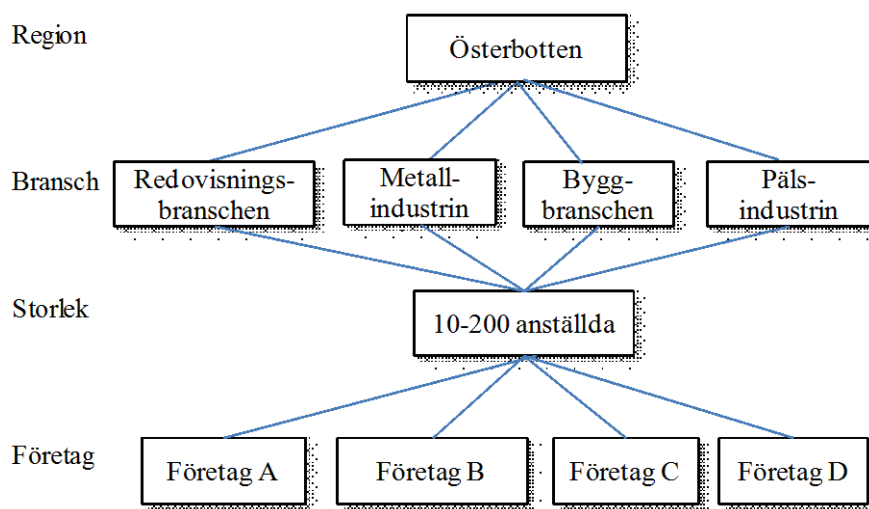 Region
Österbotten
Bransch
Redovisnings-
branschen
Metall-
industrin
Bygg-
branschen
Päls-
industrin
Storlek
10-200 anställda
Företag
Företag A
Företag B
Företag C
Företag D